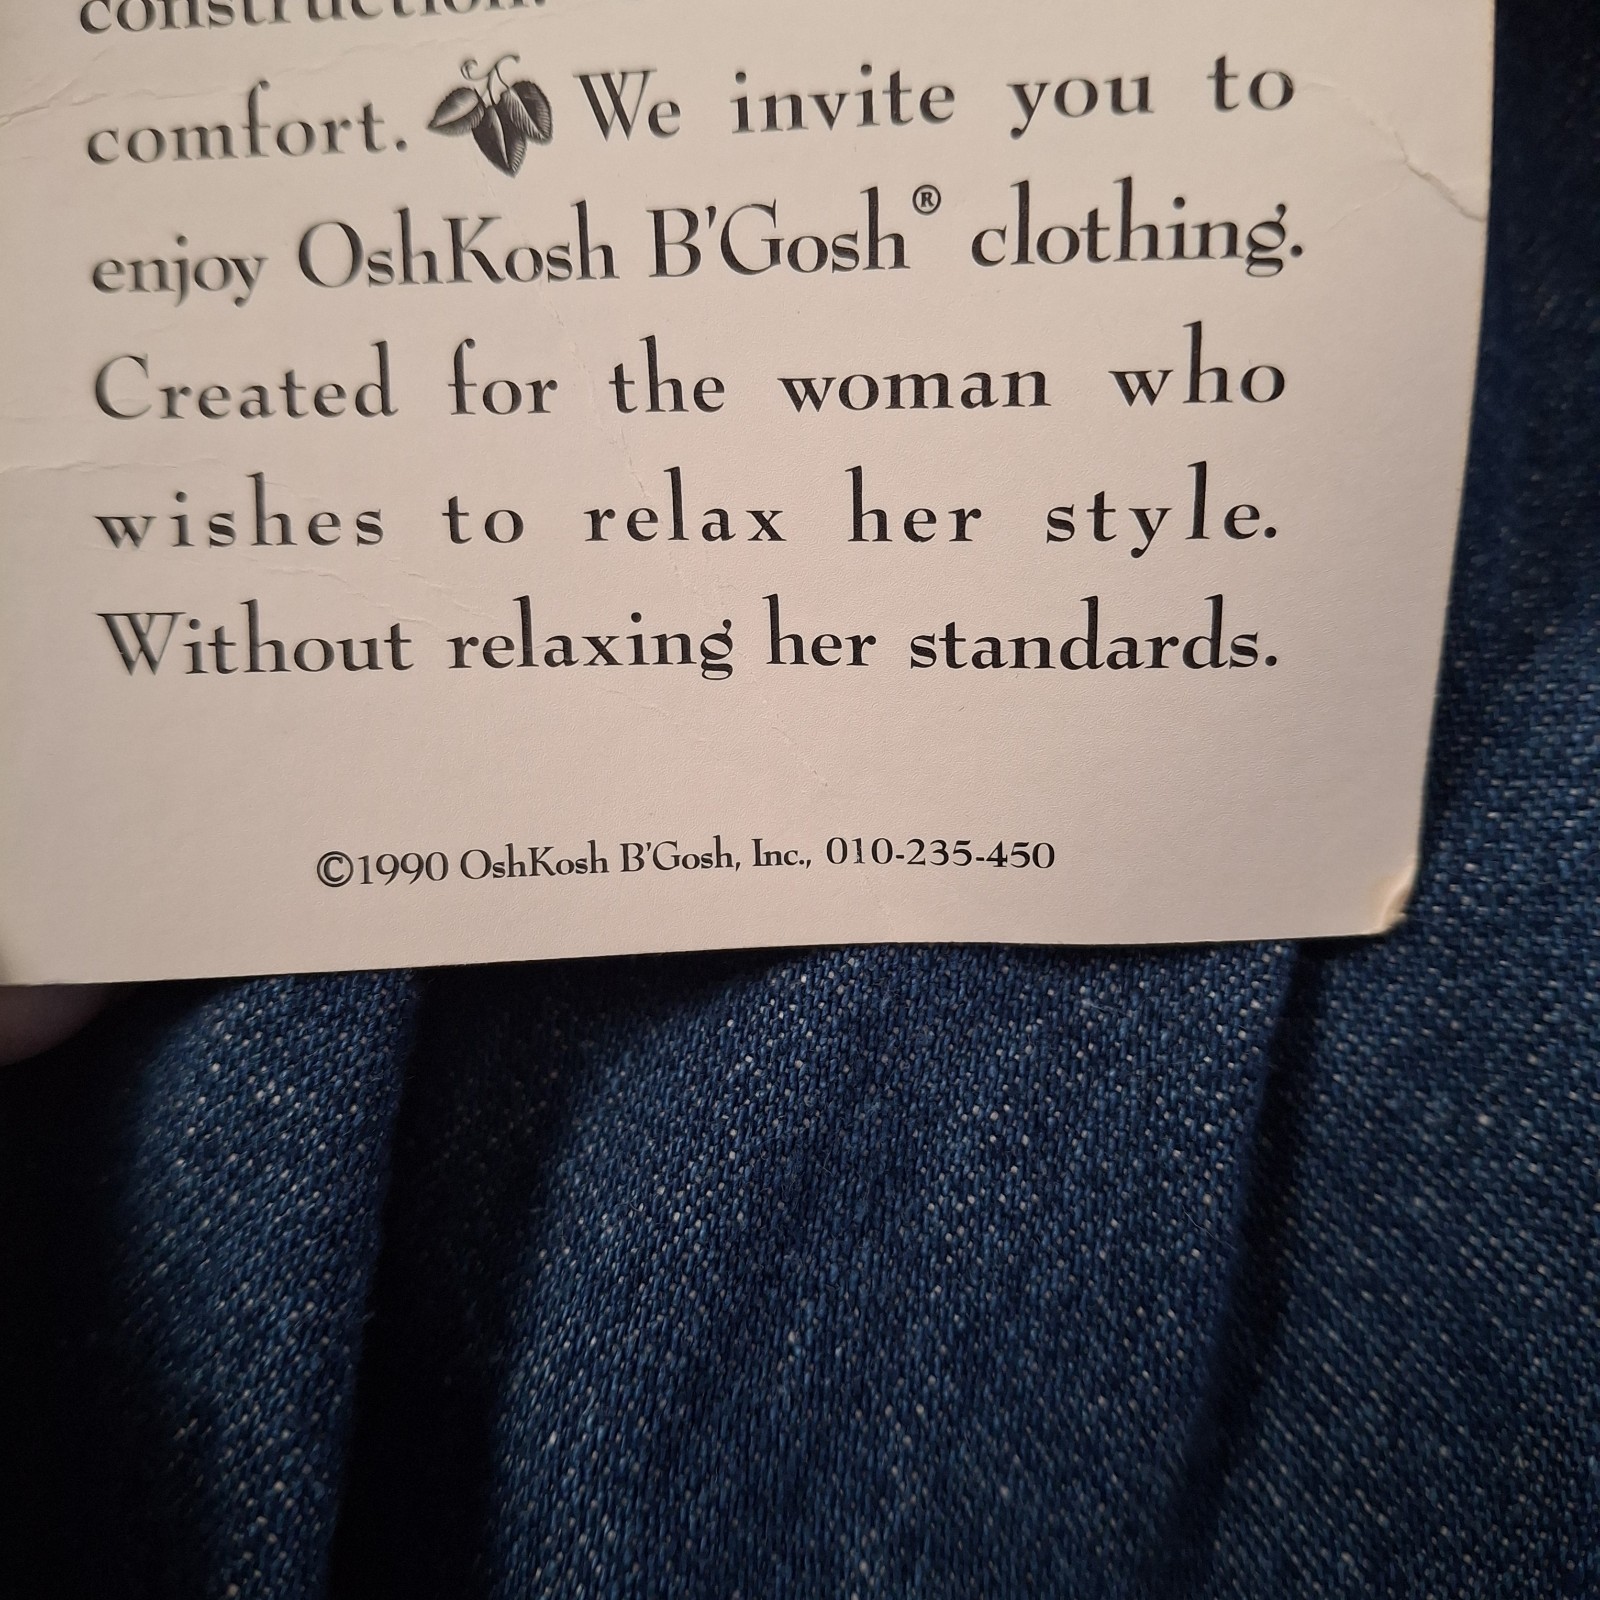 construction.
comfort. We invite you to
enjoy OshKosh B'Gosh® clothing.
Created for the woman who
wishes to relax her style.
Without relaxing her standards.
©1990 OshKosh B'Gosh, Inc., 010-235-450